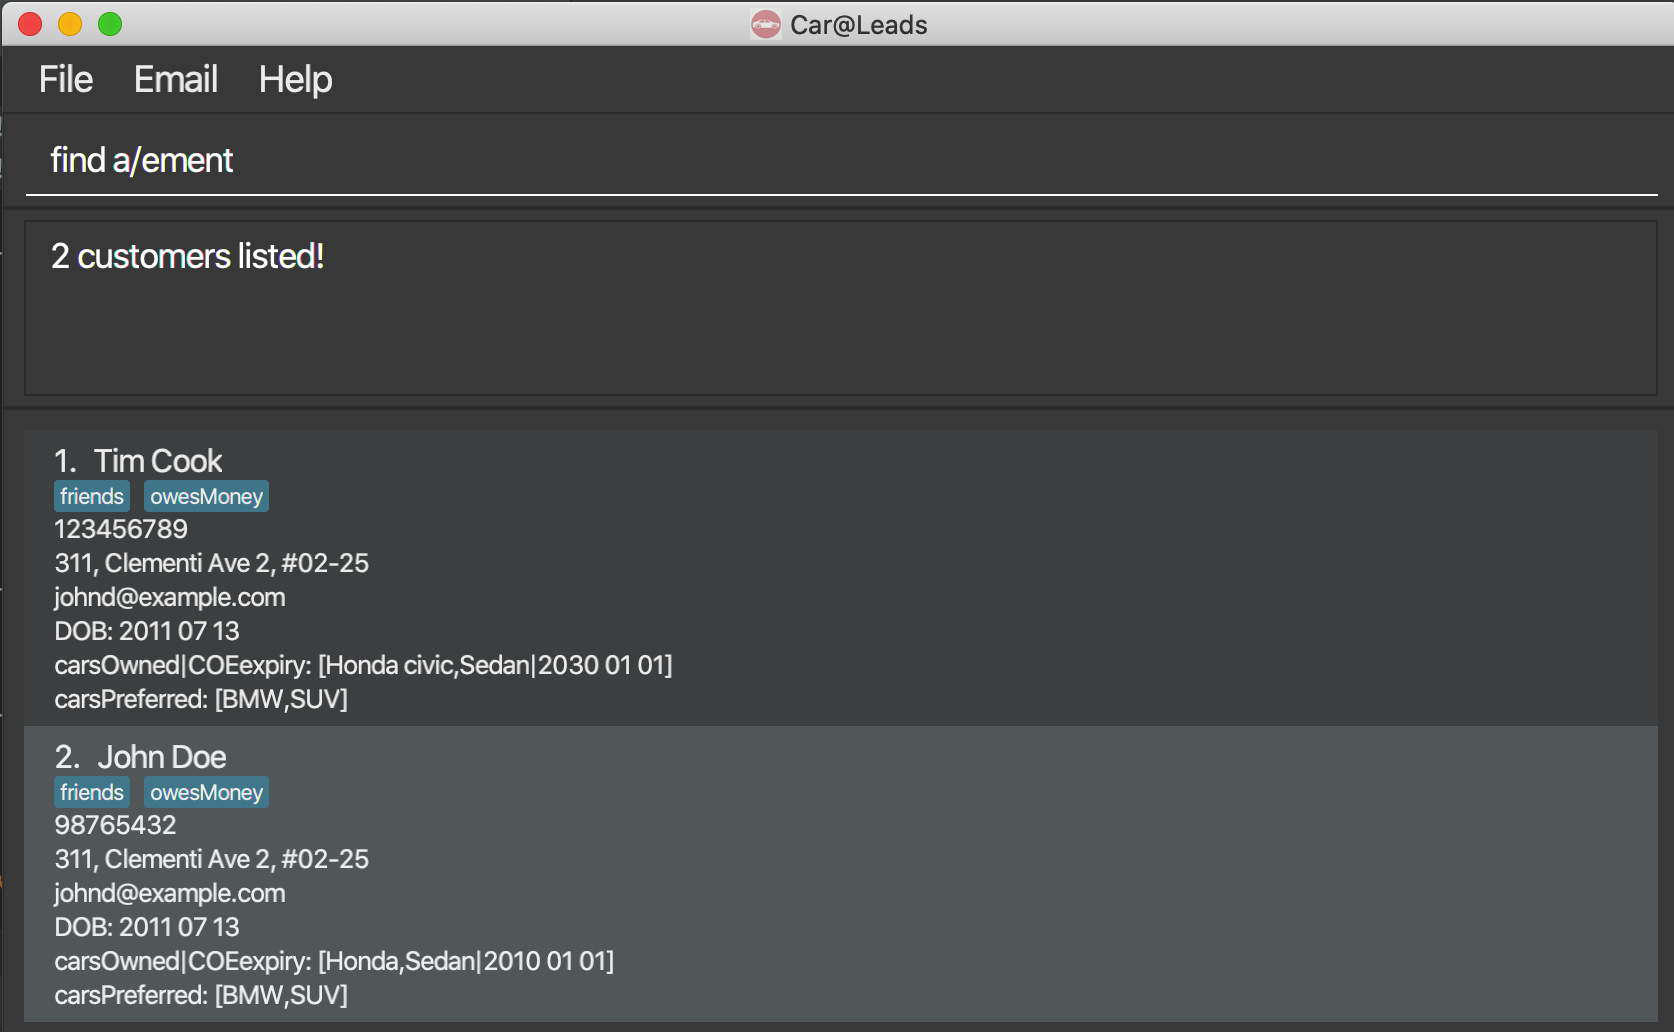 Car@Leads
File Email Help
find a/ement
2 customers listed!
1. Tim Cook
friends owesMoney
123456789
311, Clementi Ave 2, #02-25
johnd@example.com
DOB: 2011 07 13
carsOwned|COEexpiry: [Honda civic,Sedan|2030 01 01]
carsPreferred: [BMW,SUV]
2. John Doe
friends owesMoney
98765432
311, Clementi Ave 2, #02-25
johnd@example.com
DOB: 2011 07 13
carsOwned|COEexpiry: [Honda,Sedan|2010 01 01]
carsPreferred: [BMW,SUV]